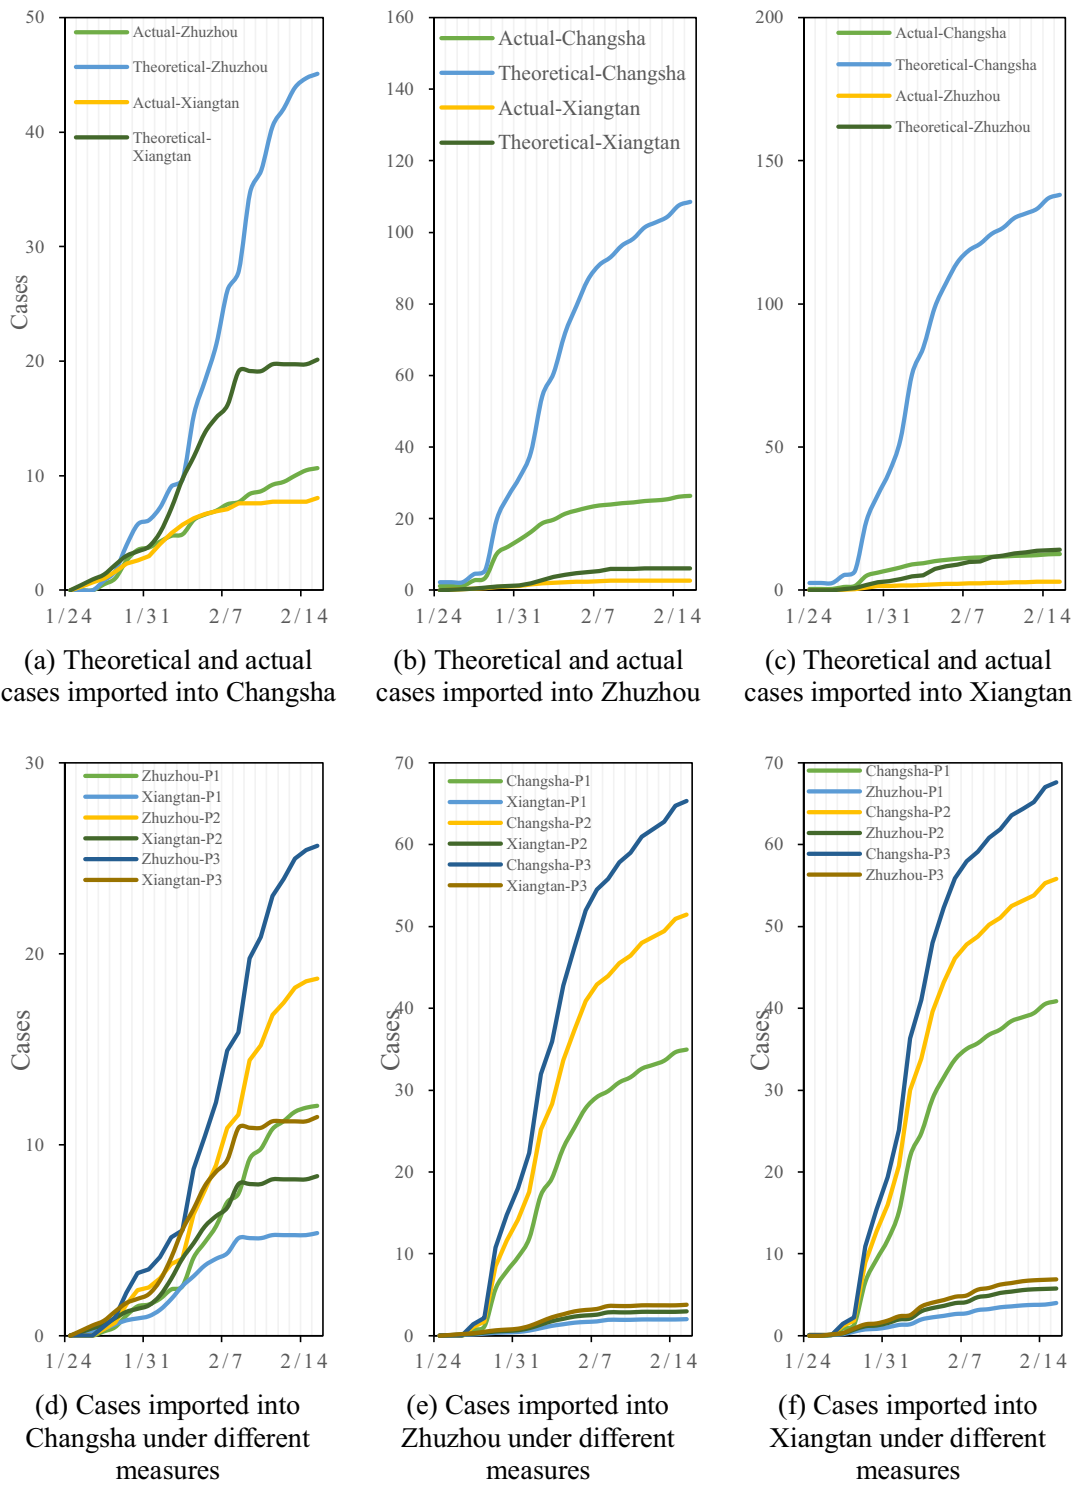 50
40
30
20
10
0
Cases
Actual-Zhuzhou
Theoretical-Zhuzhou
Actual-Xiangtan
Theoretical-
Xiangtan
1/24
1/31
2/7
2/14
(a) Theoretical and actual
cases imported into Changsha
160
140
120
100
80
60
40
20
0
Actual-Changsha
Theoretical-Changsha
Actual-Xiangtan
Theoretical-Xiangtan
1/24
1/31
2/7
2/14
(b) Theoretical and actual
cases imported into Zhuzhou
200
150
100
50
0
Actual-Changsha
Theoretical-Changsha
Actual-Zhuzhou
Theoretical-Zhuzhou
1/24
1/31
2/7
2/14
(c) Theoretical and actual
cases imported into Xiangtan
30
20
10
0
Cases
Zhuzhou-P1
Xiangtan-P1
Zhuzhou-P2
Xiangtan-P2
Zhuzhou-P3
Xiangtan-P3
1/24
1/31
2/7
2/14
(d) Cases imported into
Changsha under different
measures
70
60
50
40
30
20
10
0
Cases
Changsha-P1
Xiangtan-P1
Changsha-P2
Xiangtan-P2
Changsha-P3
Xiangtan-P3
1/24
1/31
2/7
2/14
(e) Cases imported into
Zhuzhou under different
measures
70
60
50
40
30
20
10
0
Cases
Changsha-P1
Zhuzhou-P1
Changsha-P2
Zhuzhou-P2
Changsha-P3
Zhuzhou-P3
1/24
1/31
2/7
2/14
(f) Cases imported into
Xiangtan under different
measures